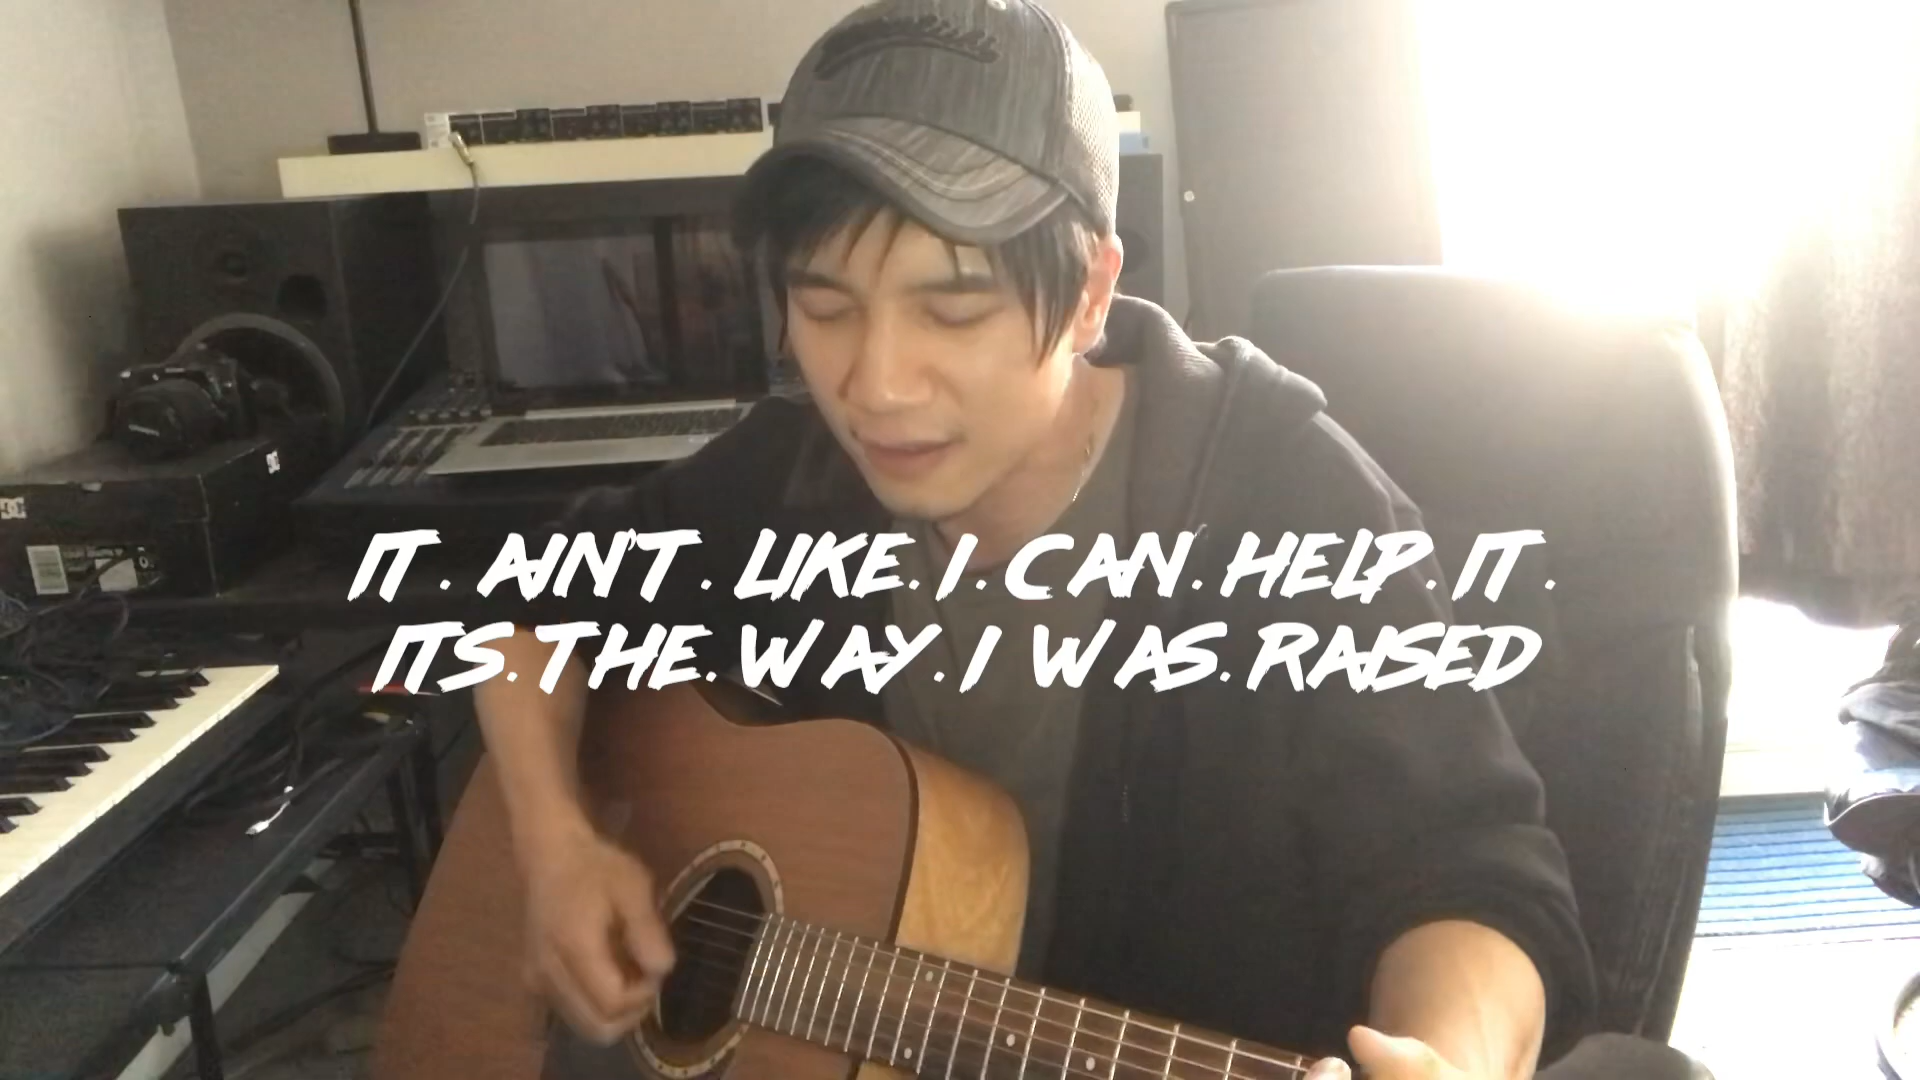 IT. AIN'T. LIKE. I. CAN. HELP. IT.
ITS. THE. WAY. I WAS. RAISED